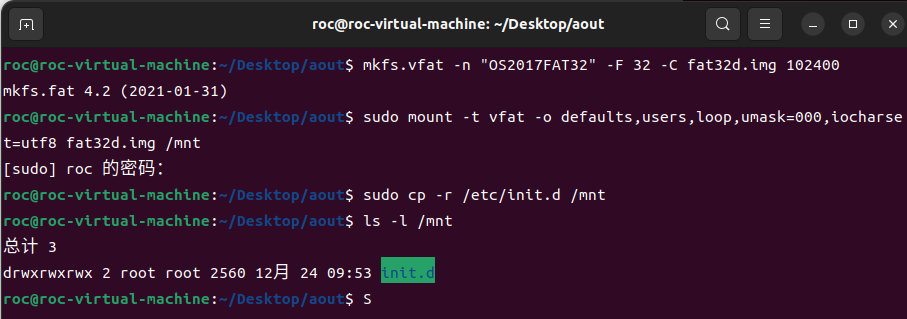 roc@roc-virtual-machine: ~/Desktop/aout
roc@roc-virtual-machine:~/Desktop/aout$ mkfs.vfat -n "OS2017FAT32" -F 32 -C fat32d.img 102400
mkfs.fat 4.2 (2021-01-31)
roc@roc-virtual-machine:~/Desktop/aout$ sudo mount -t vfat -o defaults,users,loop,umask=000,iocharse
t=utf8 fat32d.img /mnt
[sudo] roc 的密码：
roc@roc-virtual-machine:~/Desktop/aout$ sudo cp -r /etc/init.d /mnt
roc@roc-virtual-machine:~/Desktop/aout$ ls -l /mnt
总计 3
drwxrwxrwx 2 root root 2560 12月 24 09:53 init.d
roc@roc-virtual-machine:~/Desktop/aout$ S